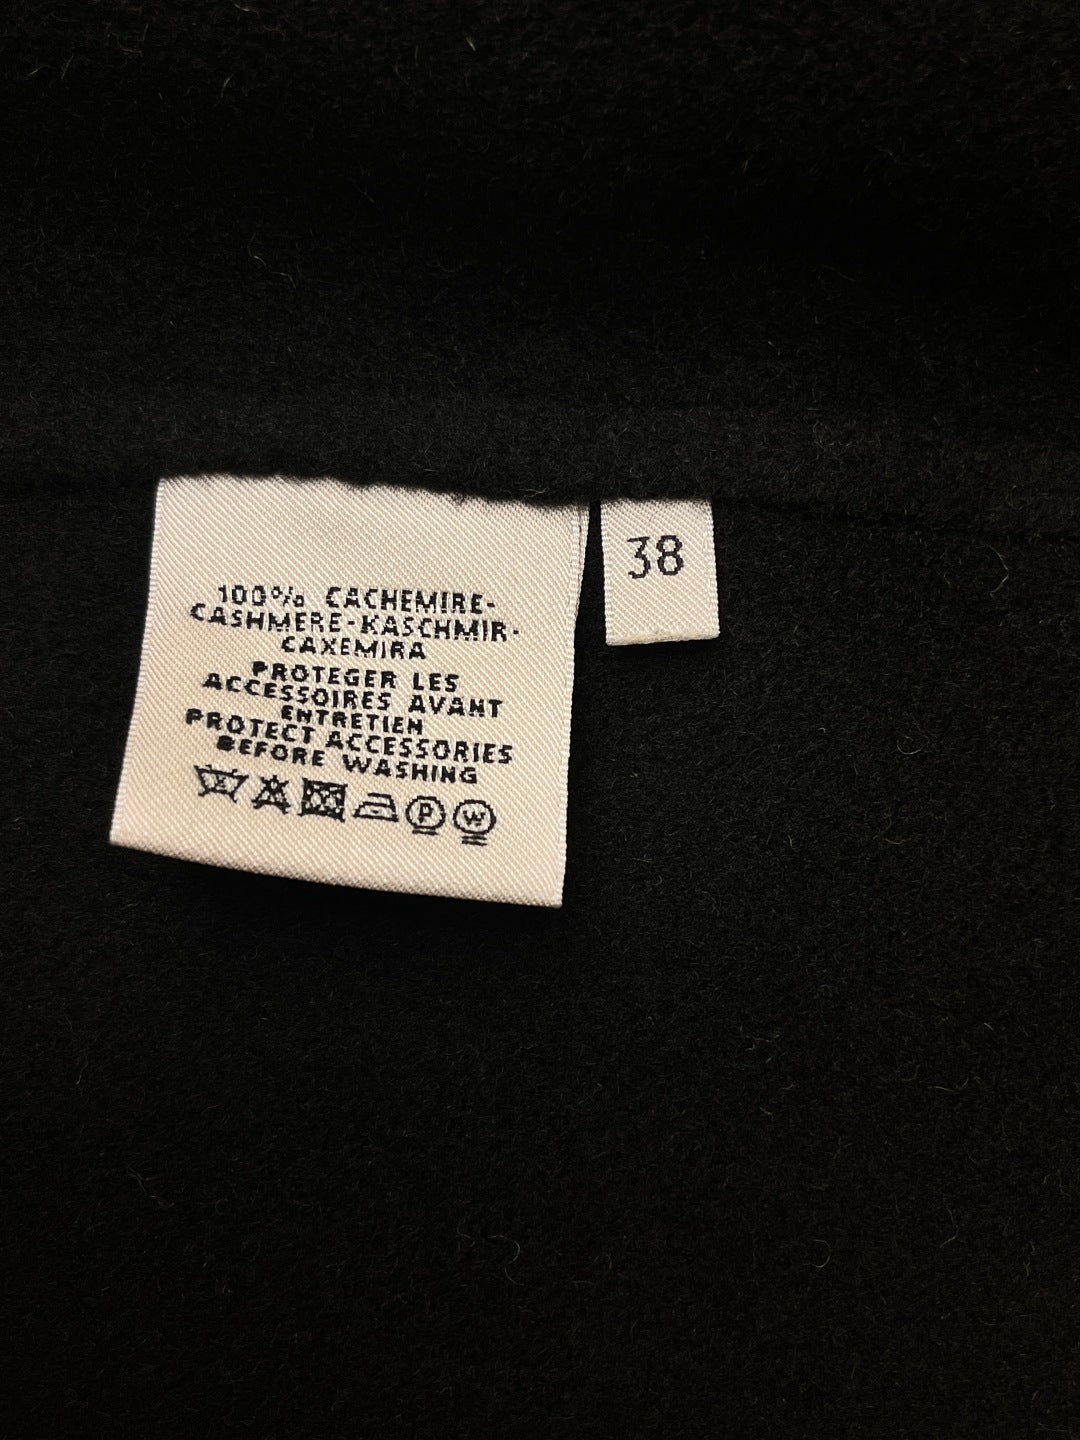 100% CACHEMIRE-
CASHMERE-KASCHMIR-
CAXEMIRA
PROTEGER LES
ACCESSOIRES AVANT
ENTRETIEN
PROTECT ACCESSORIES
BEFORE WASHING
P W
38